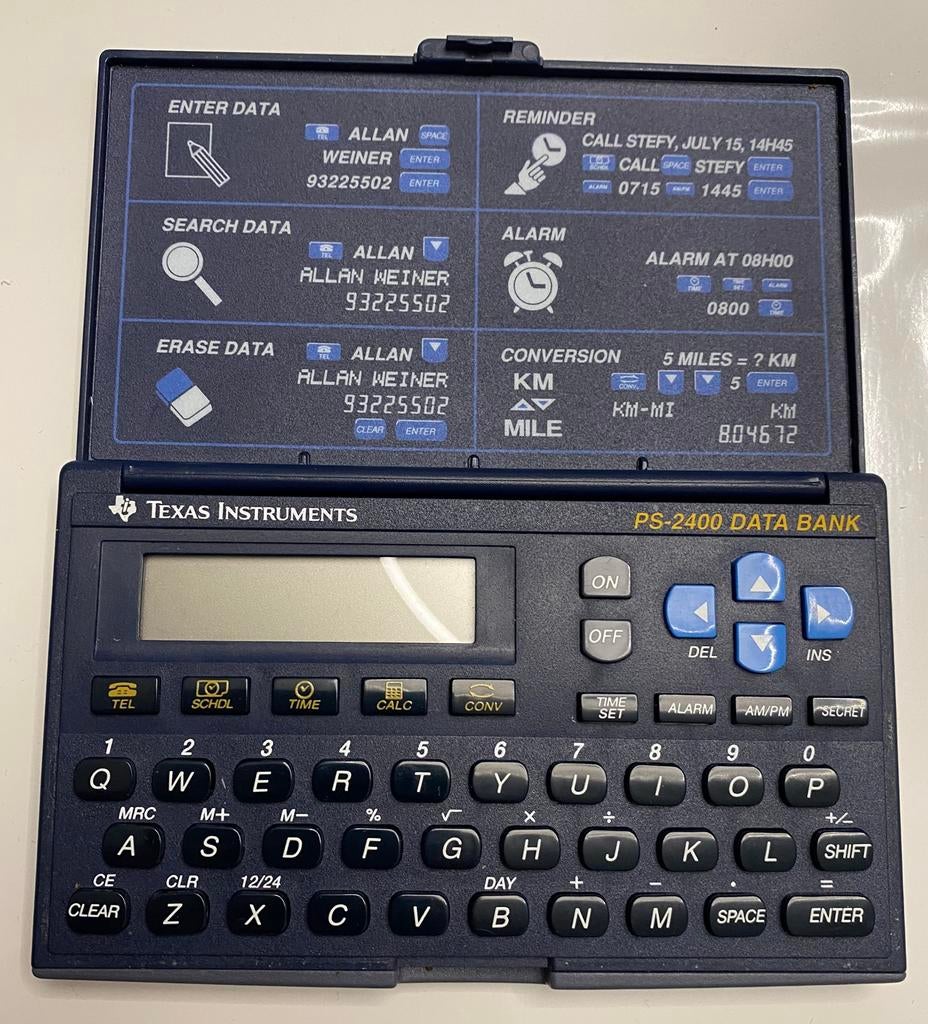 ENTER DATA
TEL ALLAN SPACE
WEINER ENTER
93225502 ENTER
REMINDER
CALL STEFY, JULY 15, 14H45
SCHDL CALL SPACE STEFY ENTER
ALARM 0715 AM/PM 1445 ENTER
SEARCH DATA
TEL ALLAN
ALLAN WEINER
93225502
ALARM
ALARM AT 08H00
TIME TIME SET ALARM
0800 TIME
ERASE DATA
TEL ALLAN
ALLAN WEINER
93225502
CLEAR ENTER
CONVERSION 5 MILES = ? KM
KM CONV. 5 ENTER
KM-MI KM
MILE 8.04672
TEXAS INSTRUMENTS
PS-2400 DATA BANK
ON
OFF
DEL INS
TEL SCHDL TIME CALC CONV
TIME SET ALARM AM/PM SECRET
1 2 3 4 5 6 7 8 9 0
Q W E R T Y U I O P
MRC M+ M− % √ × ÷ +/−
A S D F G H J K L SHIFT
CE CLR 12/24 DAY + − . =
CLEAR Z X C V B N M SPACE ENTER